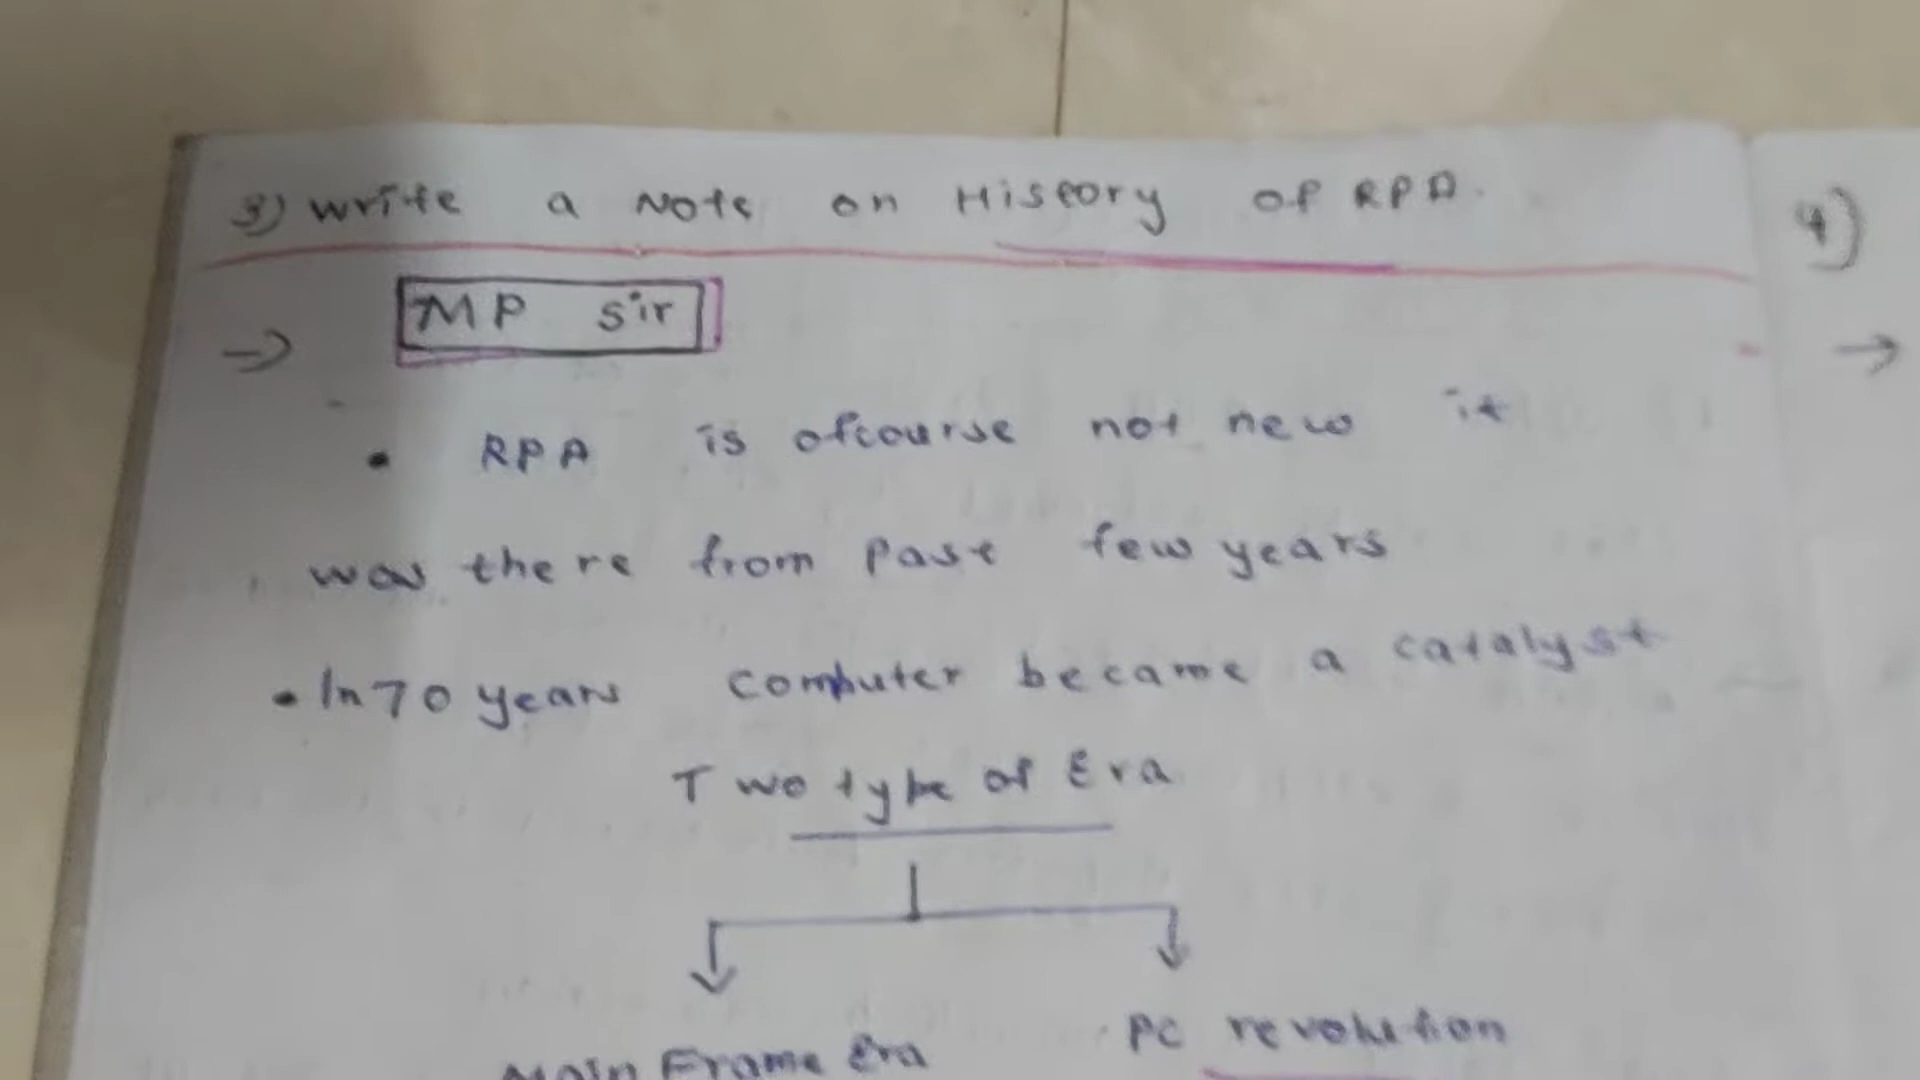 3) Write a Note on History of RPA.
4)
→ MP Sir
→
• RPA is ofcourse not new it
was there from Past few years
• In 70 years computer became a catalyst
Two type of Era
Main Frame Era
PC revolution